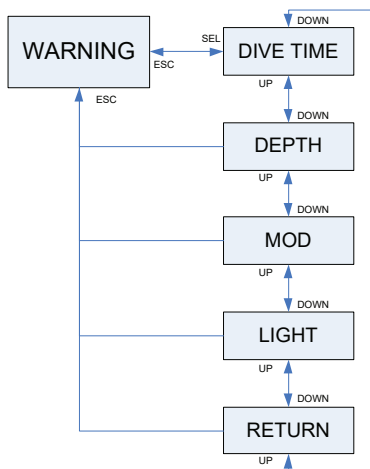 DOWN
WARNING
SEL
DIVE TIME
ESC
ESC
UP
DOWN
DEPTH
UP
DOWN
MOD
UP
DOWN
LIGHT
UP
DOWN
RETURN
UP